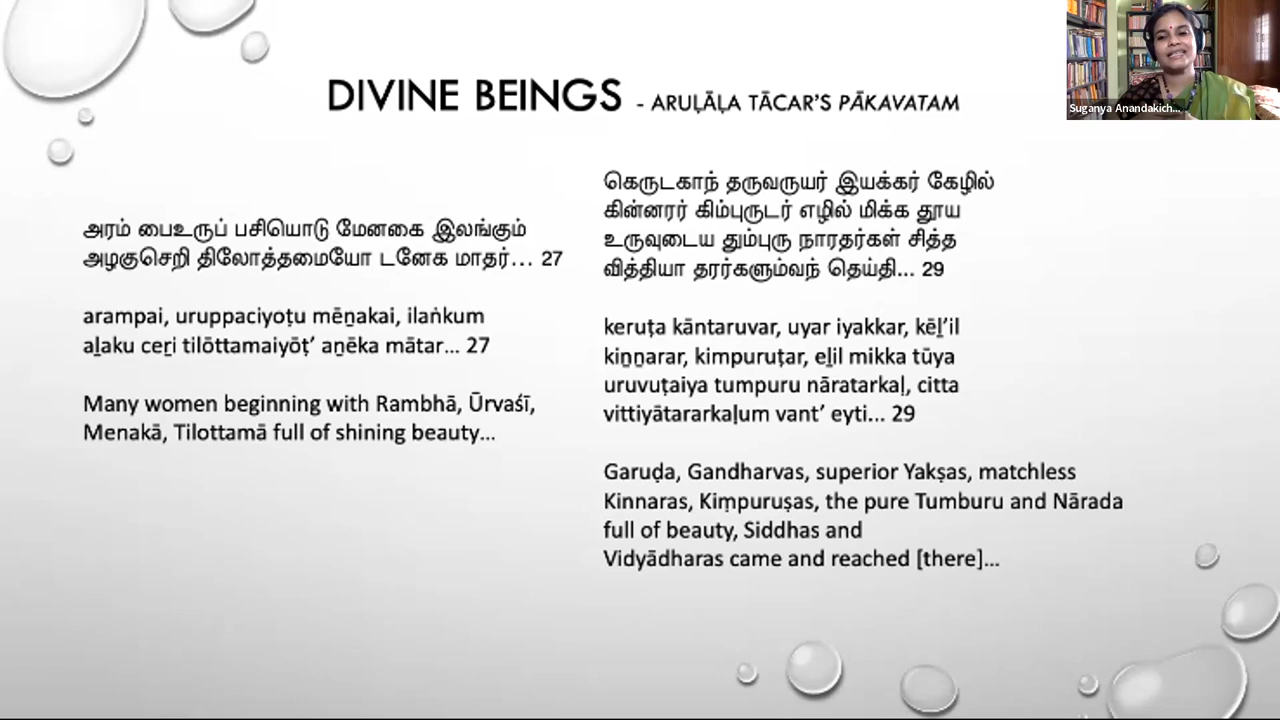 DIVINE BEINGS - ARUḶĀḶA TĀCAR'S PĀKAVATAM
Suganya Anandakich...
அரம் பைஉருப் பசியொடு மேனகை இலங்கும்
அழகுசெறி திலோத்தமையோ டனேக மாதர்... 27
arampai, uruppaciyoṭu mēṉakai, ilaṅkum
aḻaku ceṟi tilōttamaiyōṭ' aṉēka mātar... 27
Many women beginning with Rambhā, Ūrvaśī,
Menakā, Tilottamā full of shining beauty...
கெருடகாந் தருவருயர் இயக்கர் கேழில்
கின்னரர் கிம்புருடர் எழில் மிக்க தூய
உருவுடைய தும்புரு நாரதர்கள் சித்த
வித்தியா தரர்களும்வந் தெய்தி... 29
keruṭa kāntaruvar, uyar iyakkar, kēḻ'il
kiṉṉarar, kimpuruṭar, eḻil mikka tūya
uruvuṭaiya tumpuru nāratarkaḷ, citta
vittiyātararkaḷum vant' eyti... 29
Garuḍa, Gandharvas, superior Yakṣas, matchless
Kinnaras, Kiṃpuruṣas, the pure Tumburu and Nārada
full of beauty, Siddhas and
Vidyādharas came and reached [there]...